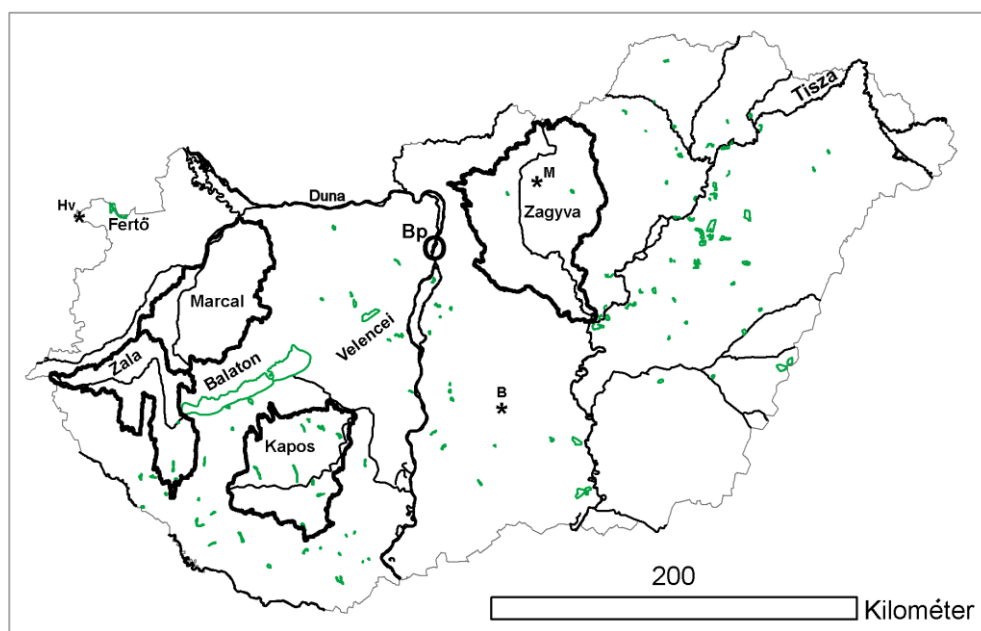 Tisza
M
*
Zagyva
Hv
*
Fertő
Duna
Bp
Marcal
Velencei
Zala
Balaton
B
*
Kapos
200
Kilométer